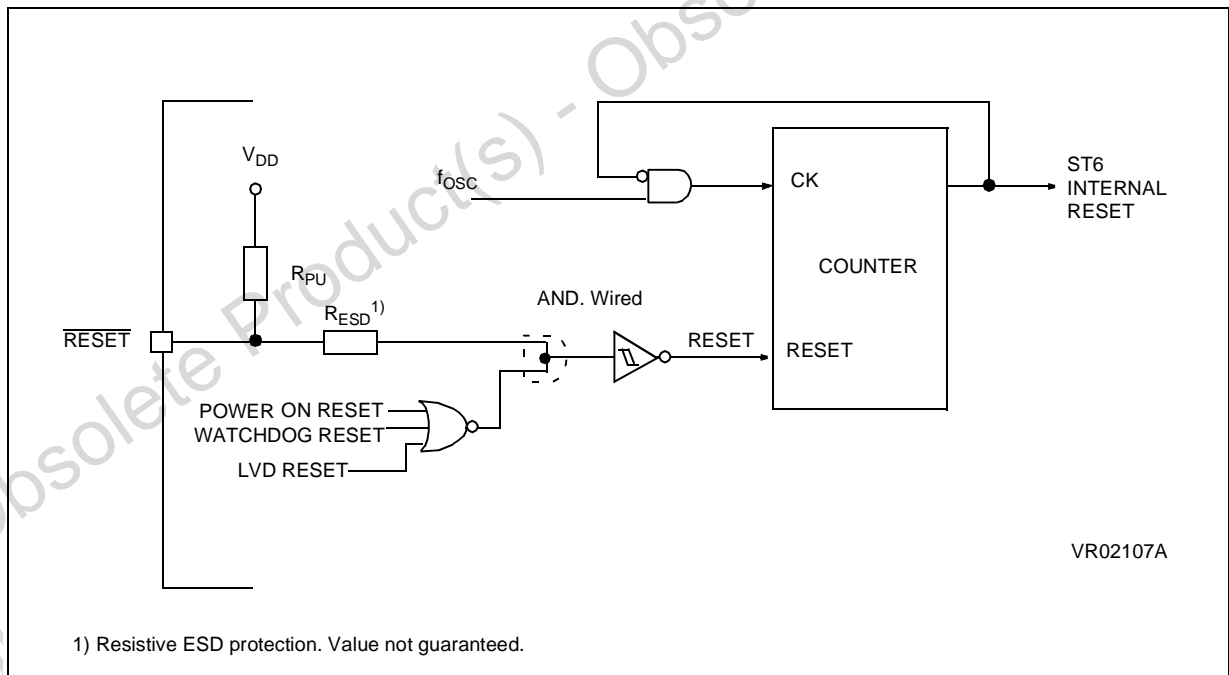 Obsolete Product(s) - Obso
V_DD
f_OSC
CK
ST6
INTERNAL
RESET
R_PU
COUNTER
AND. Wired
R_ESD 1)
RESET
RESET
RESET
POWER ON RESET
WATCHDOG RESET
LVD RESET
VR02107A
1) Resistive ESD protection. Value not guaranteed.